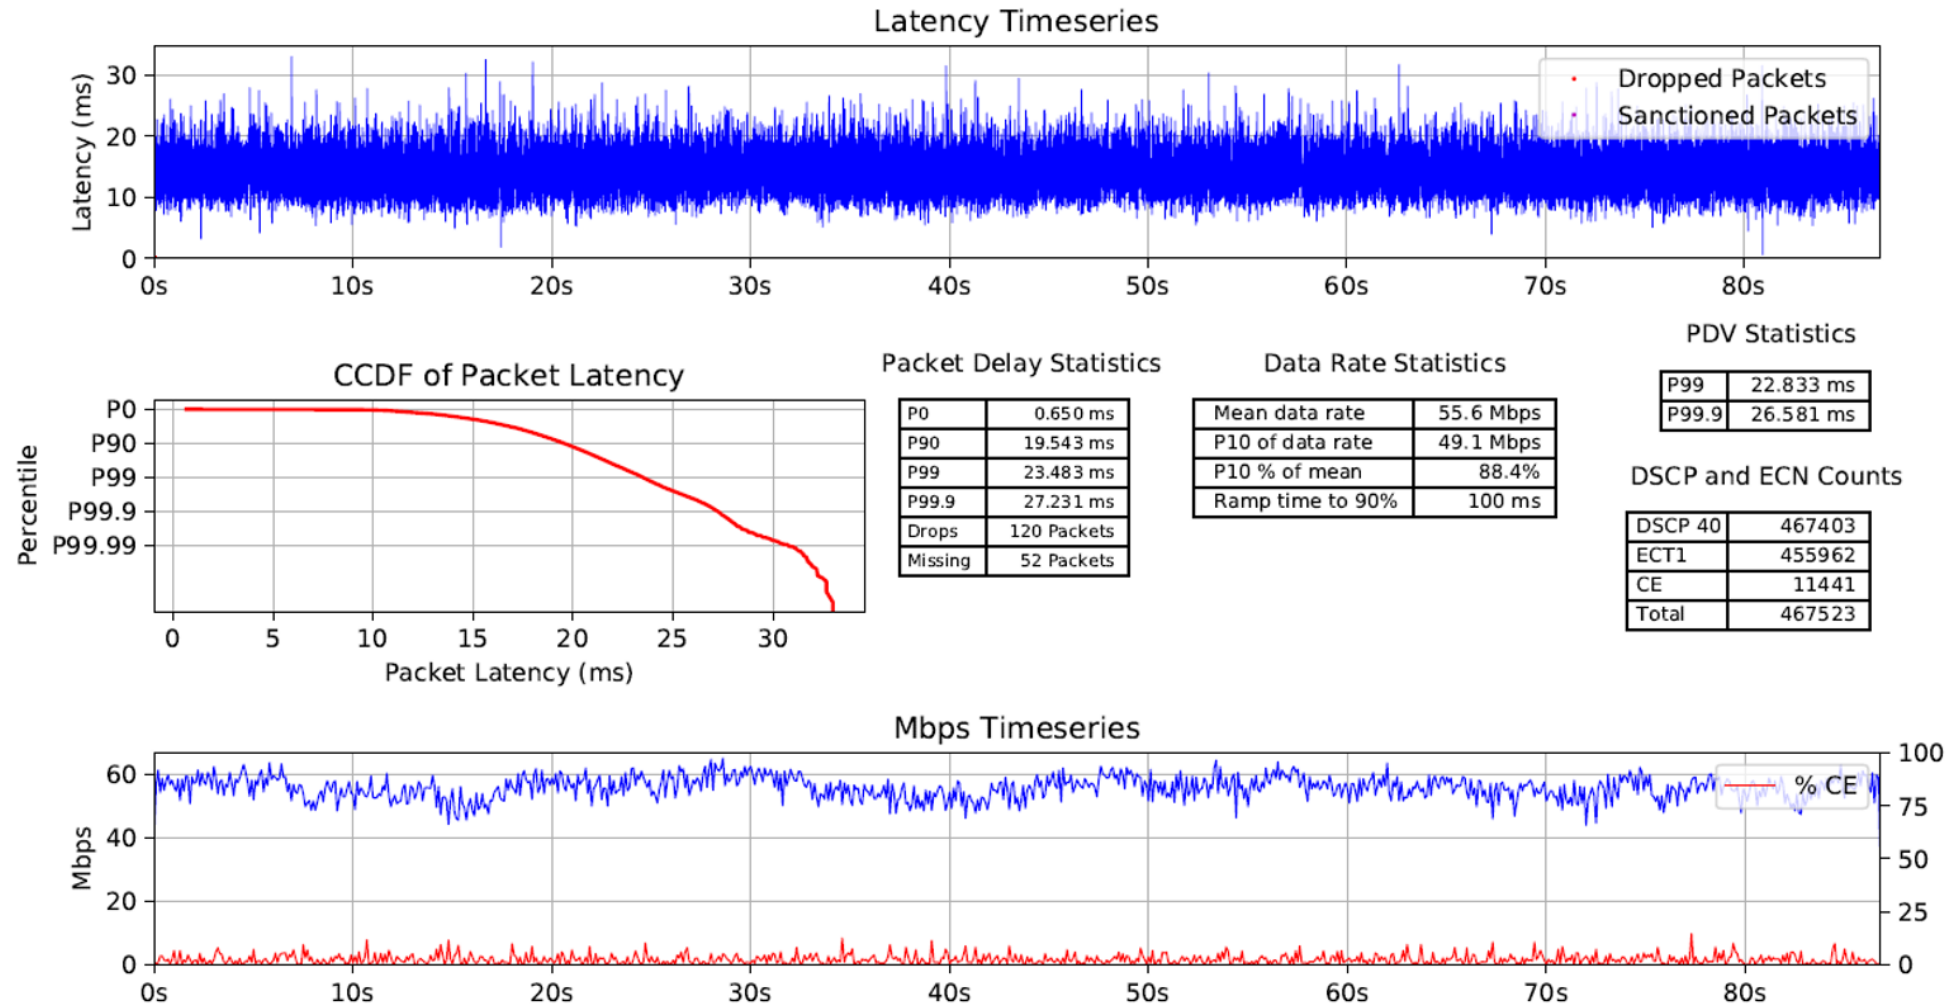 Latency Timeseries
Latency (ms)
30
20
10
0
Dropped Packets
Sanctioned Packets
0s 10s 20s 30s 40s 50s 60s 70s 80s
CCDF of Packet Latency
Percentile
P0
P90
P99
P99.9
P99.99
0 5 10 15 20 25 30
Packet Latency (ms)
Packet Delay Statistics
P0 0.650 ms
P90 19.543 ms
P99 23.483 ms
P99.9 27.231 ms
Drops 120 Packets
Missing 52 Packets
Data Rate Statistics
Mean data rate 55.6 Mbps
P10 of data rate 49.1 Mbps
P10 % of mean 88.4%
Ramp time to 90% 100 ms
PDV Statistics
P99 22.833 ms
P99.9 26.581 ms
DSCP and ECN Counts
DSCP 40 467403
ECT1 455962
CE 11441
Total 467523
Mbps Timeseries
Mbps
60
40
20
0
% CE
100
75
50
25
0
0s 10s 20s 30s 40s 50s 60s 70s 80s